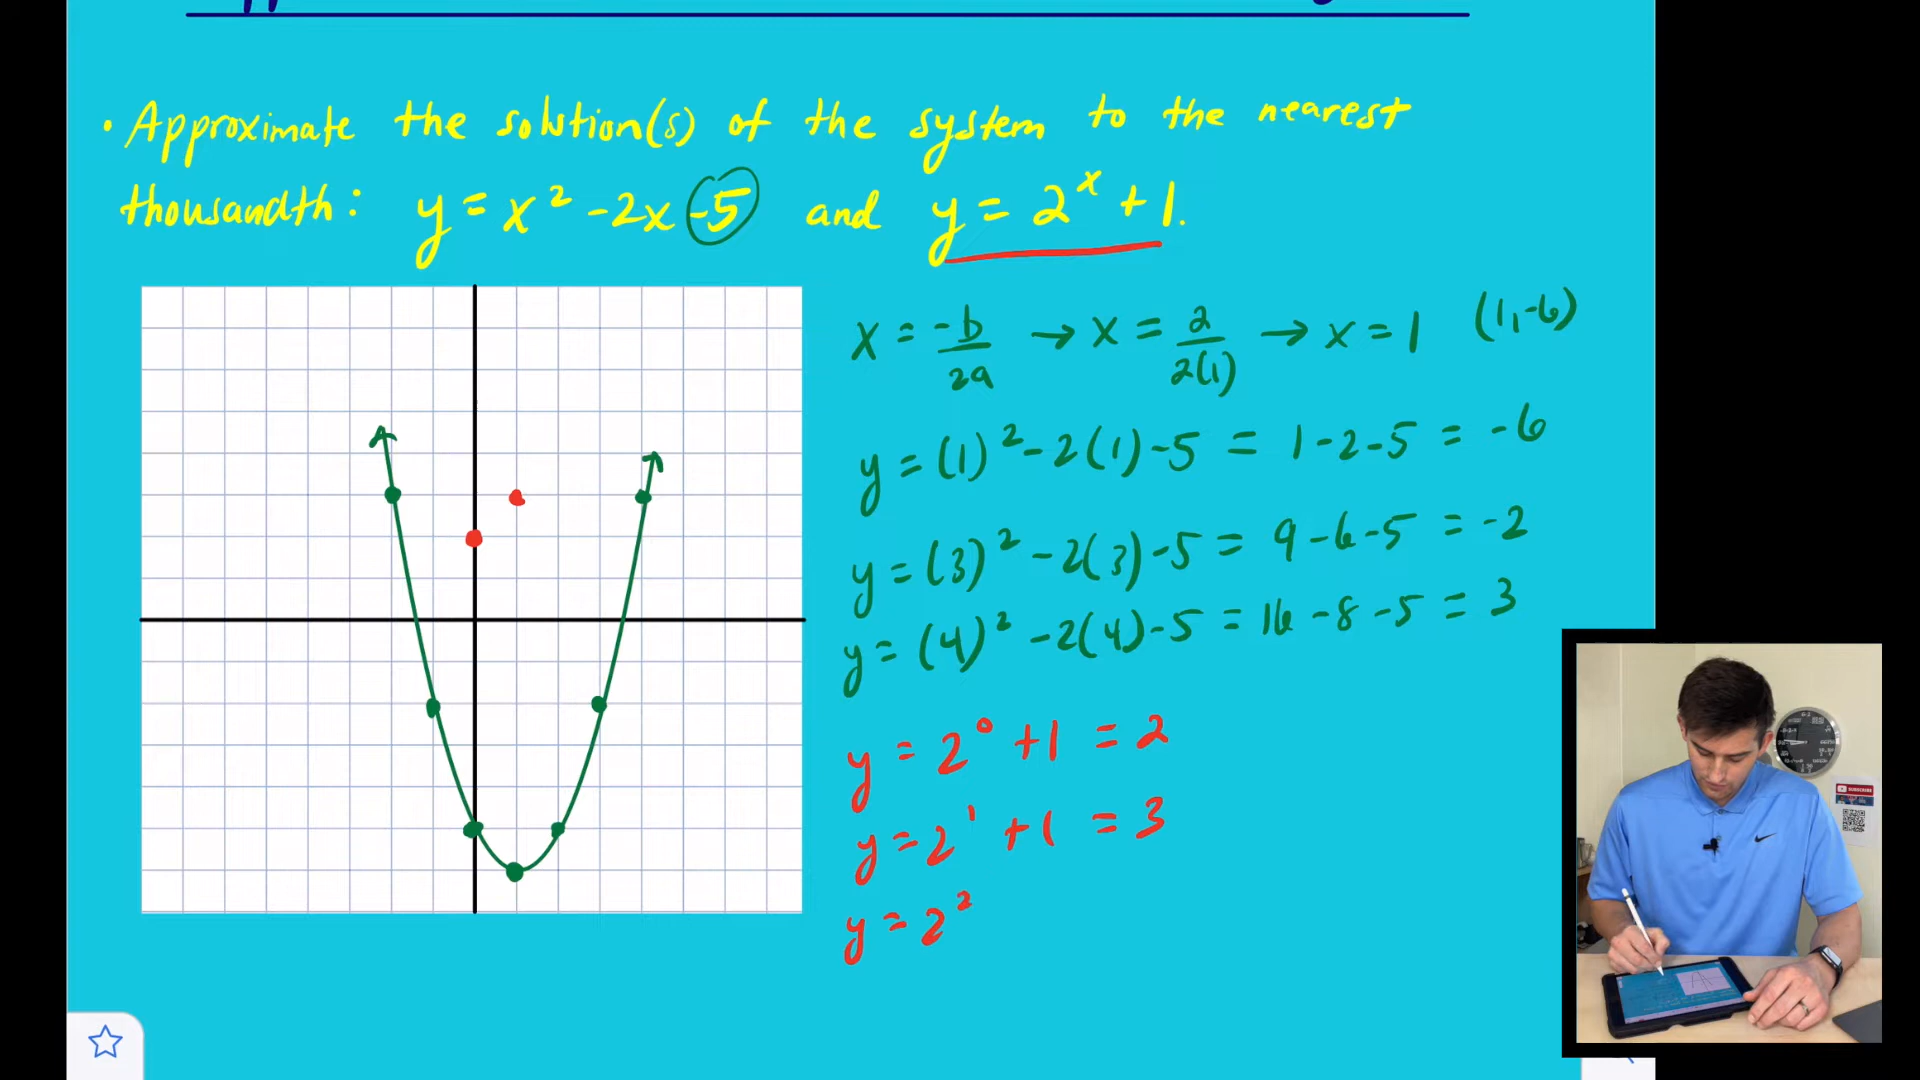 • Approximate the solution(s) of the system to the nearest
thousandth: y = x² - 2x - 5 and y = 2ˣ + 1.
x = -b/2a → x = 2/2(1) → x = 1 (1,-6)
y = (1)² - 2(1) - 5 = 1 - 2 - 5 = -6
y = (3)² - 2(3) - 5 = 9 - 6 - 5 = -2
y = (4)² - 2(4) - 5 = 16 - 8 - 5 = 3
y = 2⁰ + 1 = 2
y = 2¹ + 1 = 3
y = 2²
SUBSCRIBE